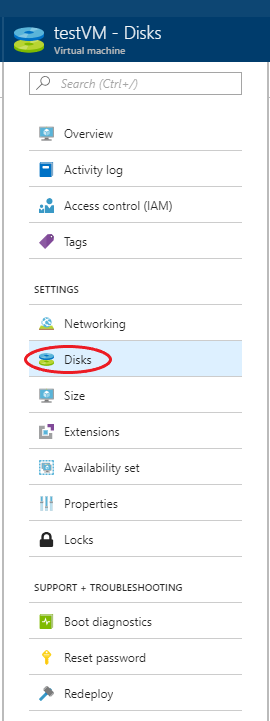 testVM - Disks
Virtual machine
Search (Ctrl+/)
Overview
Activity log
Access control (IAM)
Tags
SETTINGS
Networking
Disks
Size
Extensions
Availability set
Properties
Locks
SUPPORT + TROUBLESHOOTING
Boot diagnostics
Reset password
Redeploy